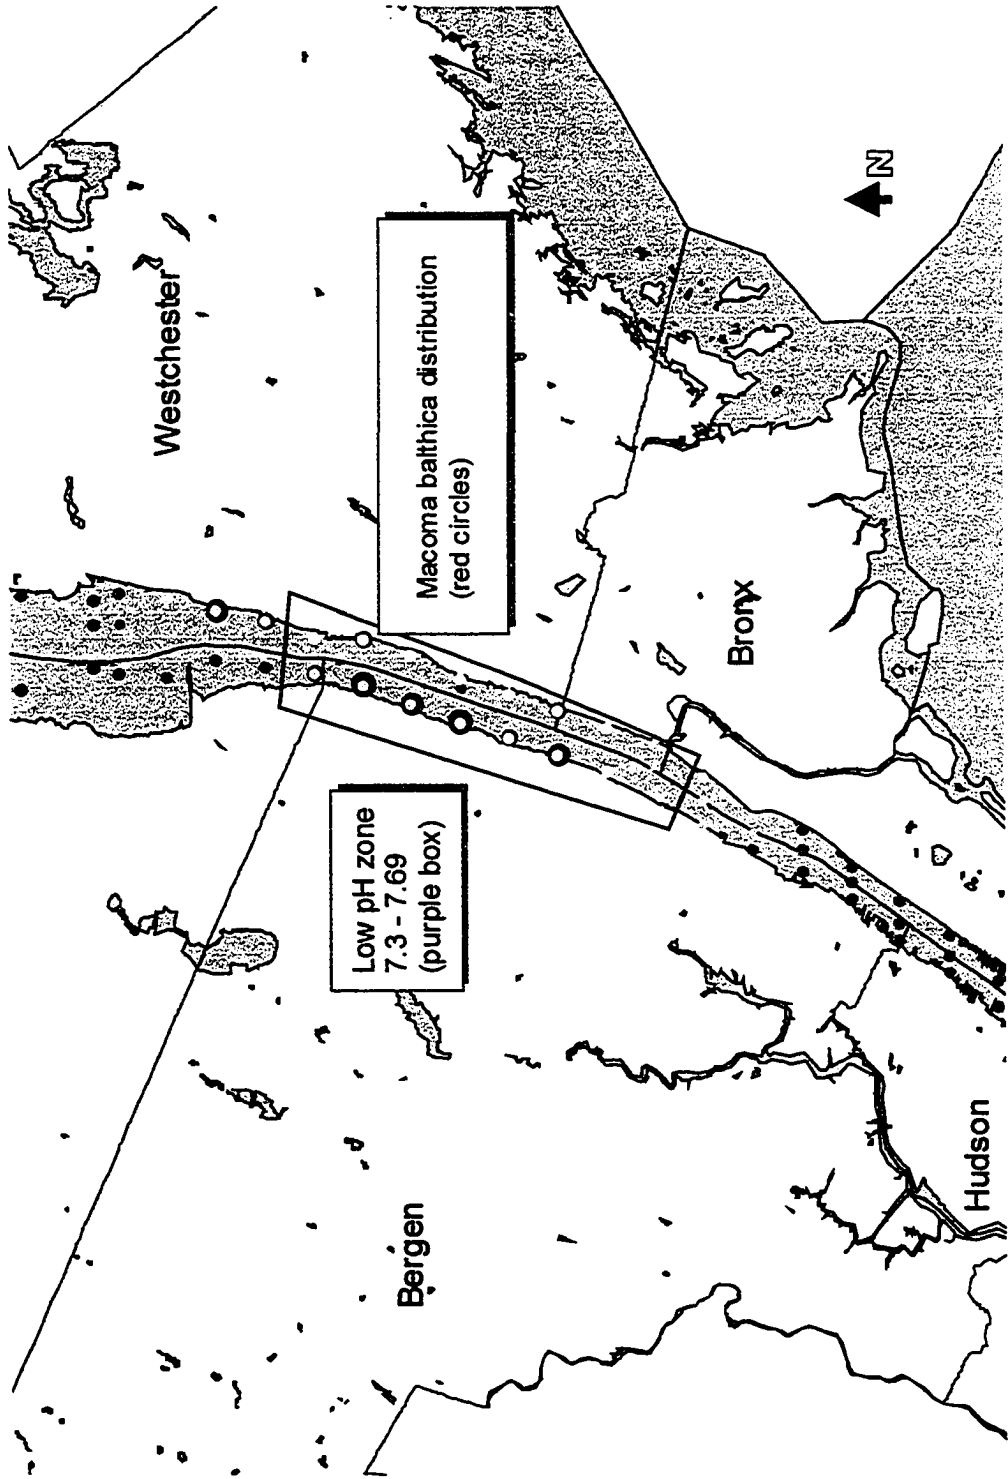 Westchester
Macoma balthica distribution
(red circles)
N
Bronx
Low pH zone
7.3 - 7.69
(purple box)
Bergen
Hudson